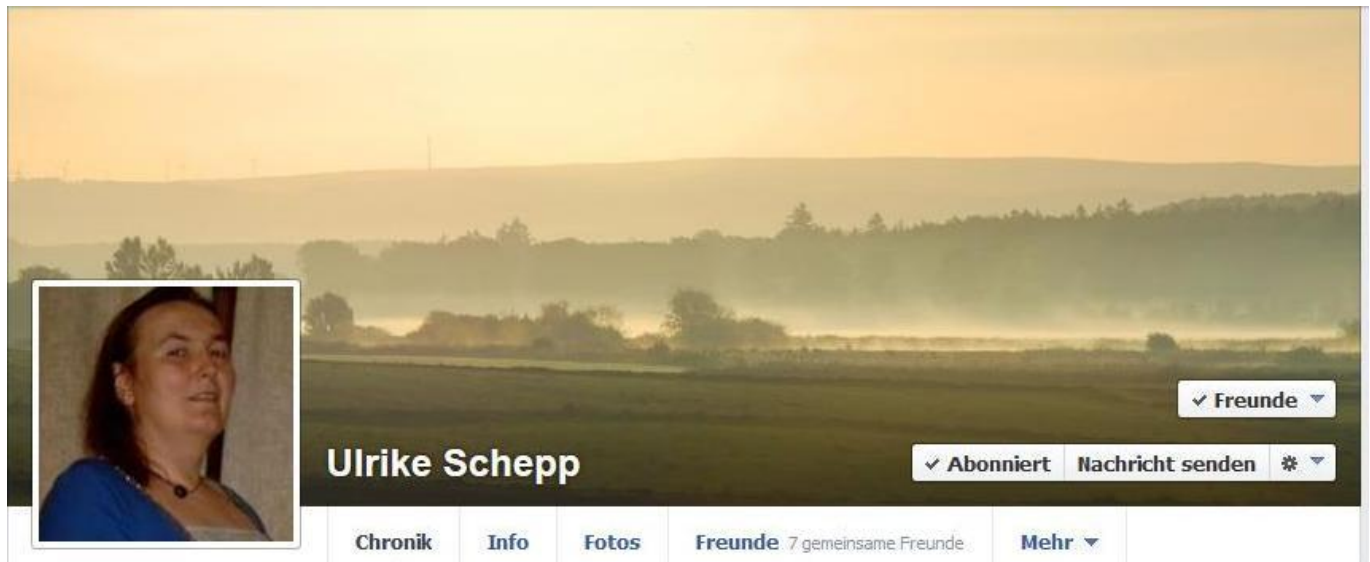 Freunde
Ulrike Schepp
Abonniert Nachricht senden
Chronik Info Fotos Freunde 7 gemeinsame Freunde Mehr